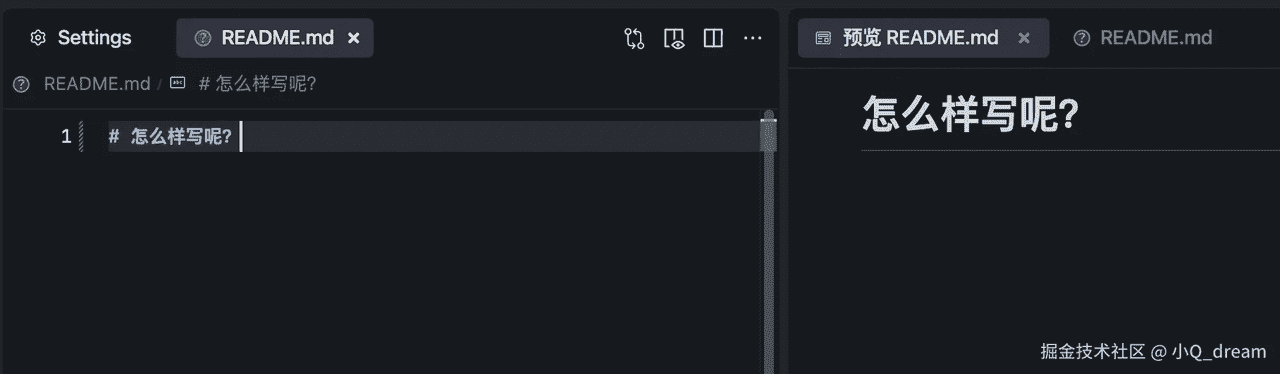 Settings
README.md
README.md / # 怎么样写呢?
1 # 怎么样写呢?
预览 README.md
README.md
怎么样写呢?
掘金技术社区 @ 小Q_dream